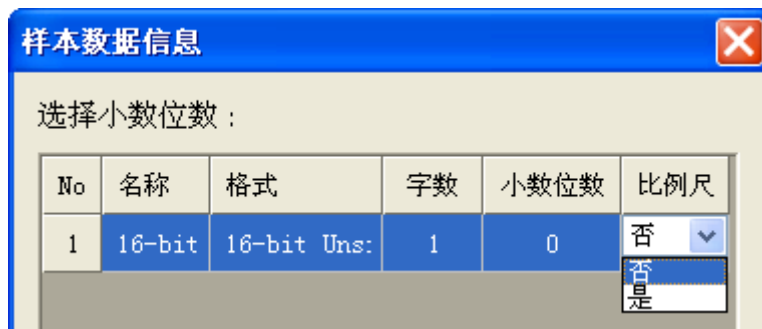 样本数据信息
选择小数位数：
No 名称 格式 字数 小数位数 比例尺
1 16-bit 16-bit Uns: 1 0 否
否
是